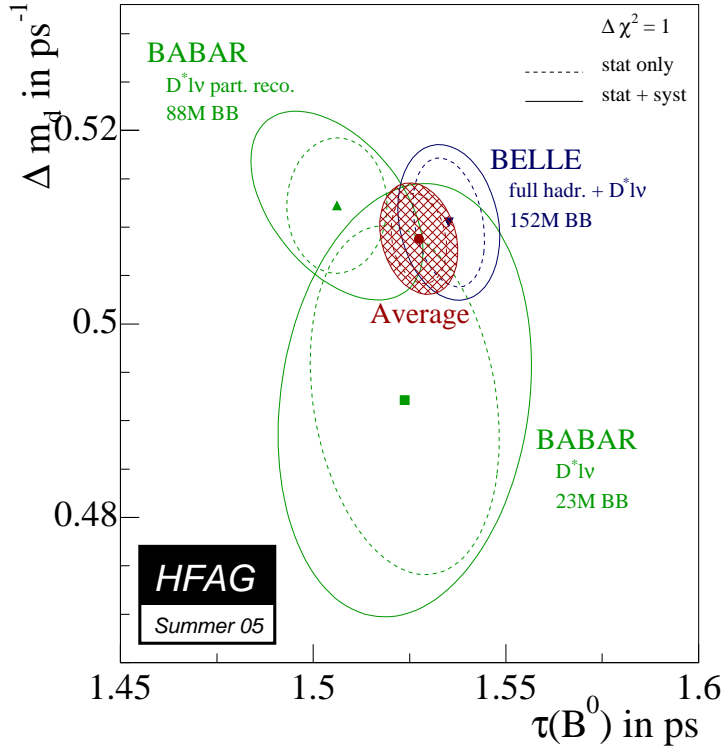 Δ m_d in ps^-1
Δ χ² = 1
stat only
stat + syst
BABAR
D*lν part. reco.
88M BB
BELLE
full hadr. + D*lν
152M BB
Average
BABAR
D*lν
23M BB
HFAG
Summer 05
0.52
0.5
0.48
1.45
1.5
1.55
1.6
τ(B⁰) in ps